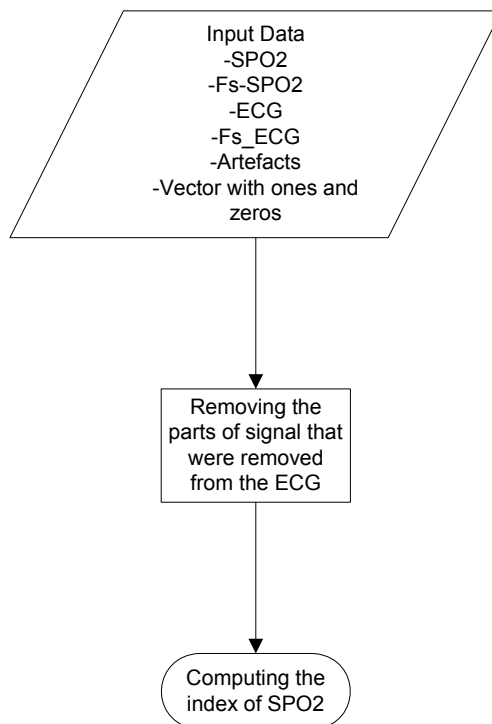 Input Data
-SPO2
-Fs-SPO2
-ECG
-Fs_ECG
-Artefacts
-Vector with ones and
zeros
Removing the
parts of signal that
were removed
from the ECG
Computing the
index of SPO2